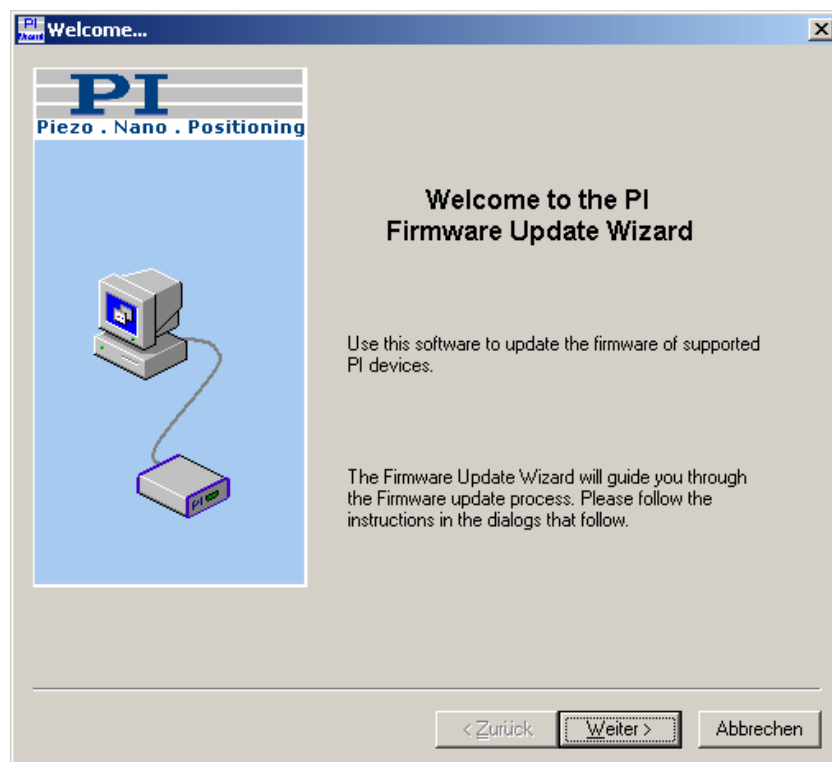 Welcome...
PI
Piezo . Nano . Positioning
Welcome to the PI
Firmware Update Wizard
Use this software to update the firmware of supported
PI devices.
The Firmware Update Wizard will guide you through
the Firmware update process. Please follow the
instructions in the dialogs that follow.
PI
< Zurück
Weiter >
Abbrechen